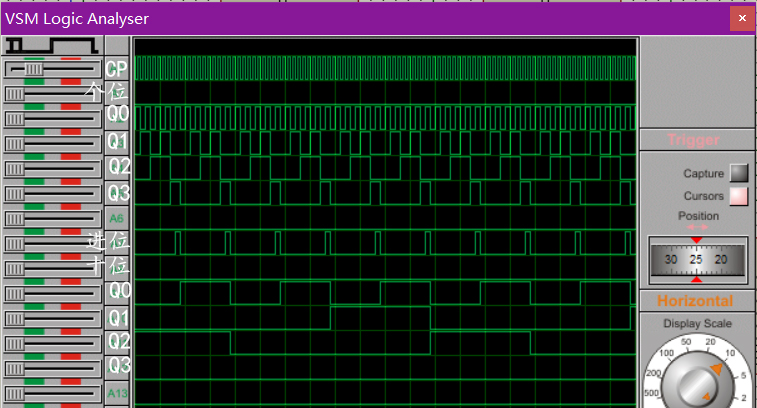 VSM Logic Analyser
CP
个位
Q0
Q1
Q2
Q3
A6
进位
十位
Q0
Q1
Q2
Q3
A13
Trigger
Capture
Cursors
Position
30 25 20
Horizontal
Display Scale
100 50 20 10
200 5
500 2